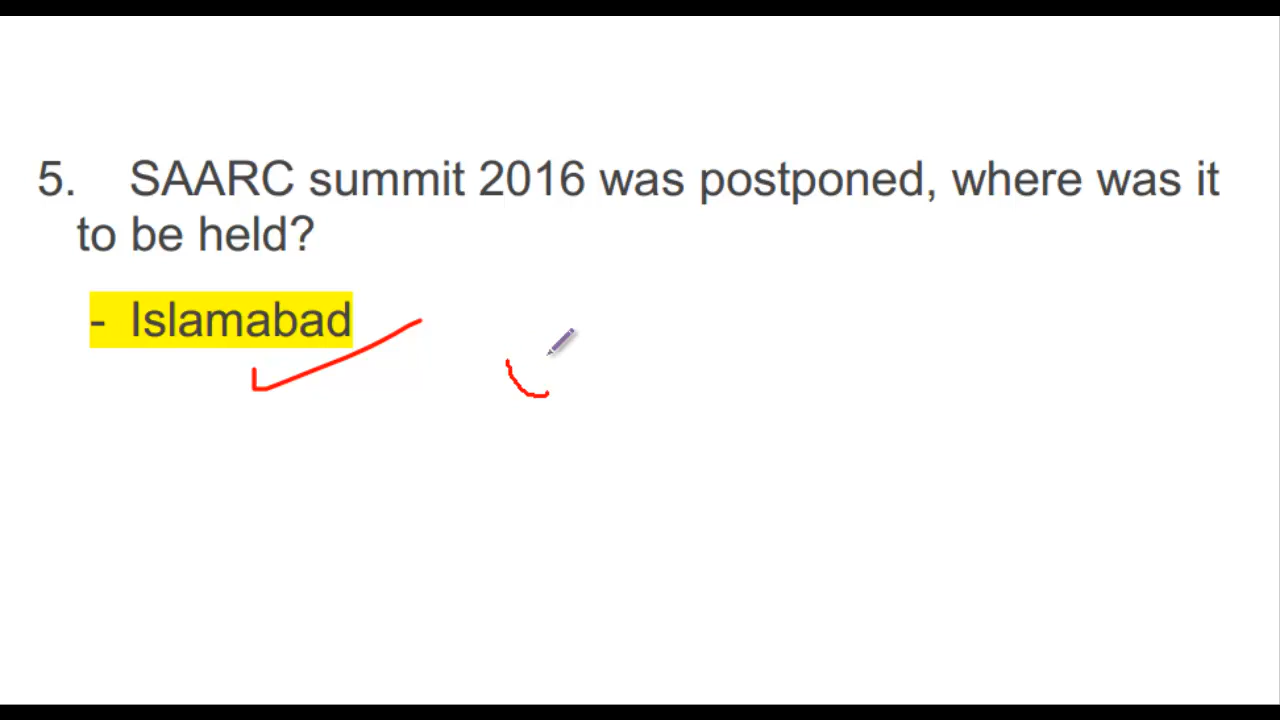 5. SAARC summit 2016 was postponed, where was it
to be held?
- Islamabad